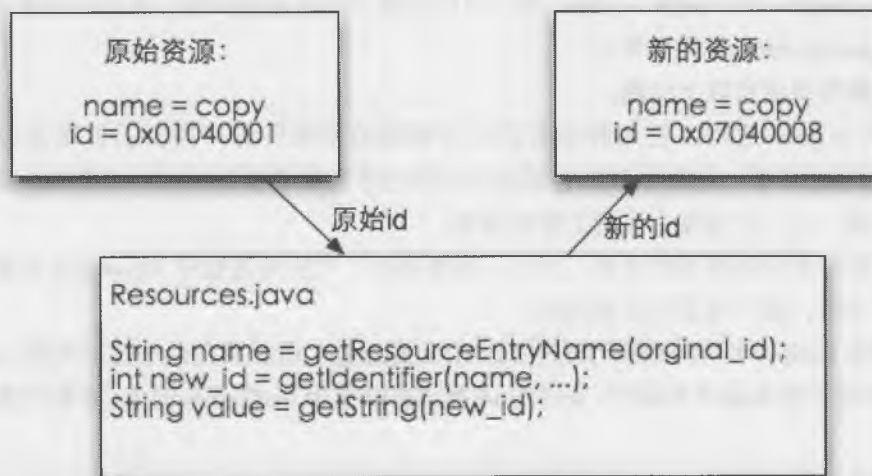 原始资源：
name = copy
id = 0x01040001
新的资源：
name = copy
id = 0x07040008
原始id
新的id
Resources.java
String name = getResourceEntryName(orginal_id);
int new_id = getIdentifier(name, ...);
String value = getString(new_id);